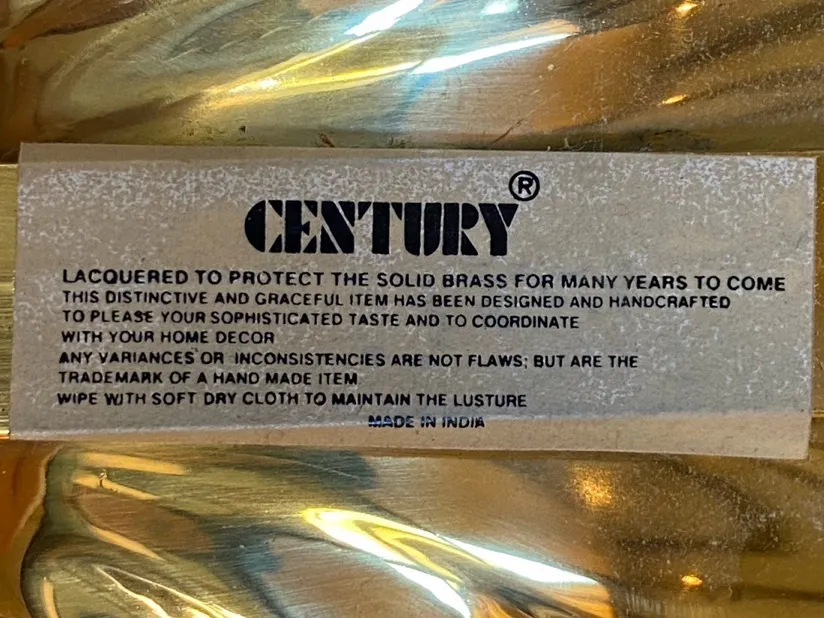 CENTURY®
LACQUERED TO PROTECT THE SOLID BRASS FOR MANY YEARS TO COME
THIS DISTINCTIVE AND GRACEFUL ITEM HAS BEEN DESIGNED AND HANDCRAFTED
TO PLEASE YOUR SOPHISTICATED TASTE AND TO COORDINATE
WITH YOUR HOME DECOR
ANY VARIANCES OR INCONSISTENCIES ARE NOT FLAWS; BUT ARE THE
TRADEMARK OF A HAND MADE ITEM
WIPE WITH SOFT DRY CLOTH TO MAINTAIN THE LUSTURE
MADE IN INDIA